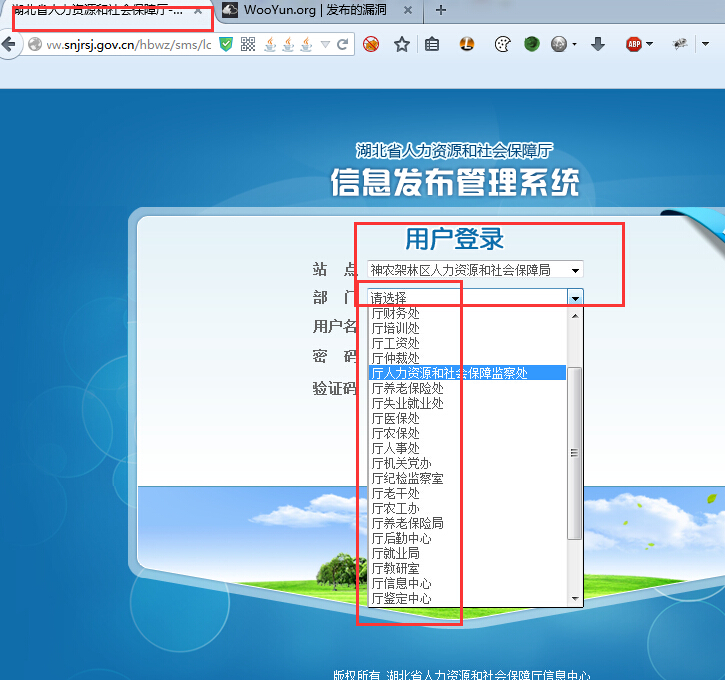 湖北省人力资源和社会保障厅-...
WooYun.org | 发布的漏洞
.snjrsj.gov.cn/hbwz/sms/lc
ABP
湖北省人力资源和社会保障厅
信息发布管理系统
用户登录
站 点 神农架林区人力资源和社会保障局
部 门 请选择
厅财务处
厅培训处
用户名
厅工资处
厅仲裁处
密 码
厅人力资源和社会保障监察处
厅养老保险处
验证码
厅失业就业处
厅医保处
厅农保处
厅人事处
厅机关党办
厅纪检监察室
厅老干处
厅农工办
厅养老保险局
厅后勤中心
厅就业局
厅教研室
厅信息中心
厅鉴定中心
版权所有 湖北省人力资源和社会保障厅信息中心